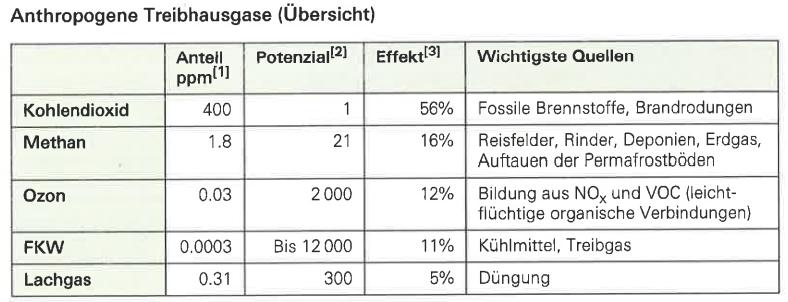 Anthropogene Treibhausgase (Übersicht)
Anteil Potenzial[2] Effekt[3] Wichtigste Quellen
ppm[1]
Kohlendioxid 400 1 56% Fossile Brennstoffe, Brandrodungen
Methan 1.8 21 16% Reisfelder, Rinder, Deponien, Erdgas,
Auftauen der Permafrostböden
Ozon 0.03 2 000 12% Bildung aus NOx und VOC (leicht-
flüchtige organische Verbindungen)
FKW 0.0003 Bis 12 000 11% Kühlmittel, Treibgas
Lachgas 0.31 300 5% Düngung